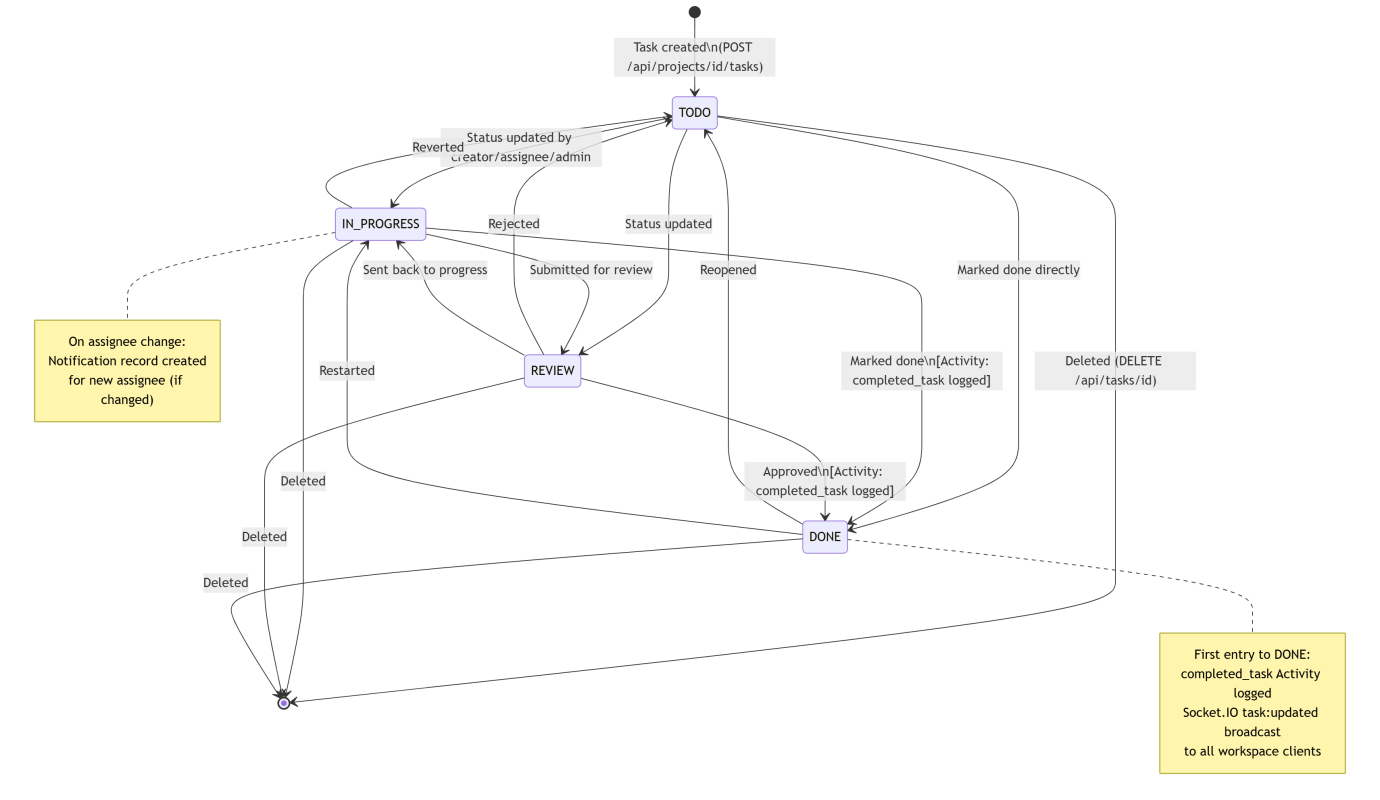 Task created\n(POST
/api/projects/id/tasks)
TODO
Status updated by
creator/assignee/admin
Reverted
IN_PROGRESS
Rejected
Status updated
Sent back to progress
Submitted for review
Reopened
Marked done directly
On assignee change:
Notification record created
for new assignee (if
changed)
Restarted
REVIEW
Marked done\n[Activity:
completed_task logged]
Deleted (DELETE
/api/tasks/id)
Deleted
Approved\n[Activity:
completed_task logged]
Deleted
DONE
Deleted
First entry to DONE:
completed_task Activity
logged
Socket.IO task:updated
broadcast
to all workspace clients